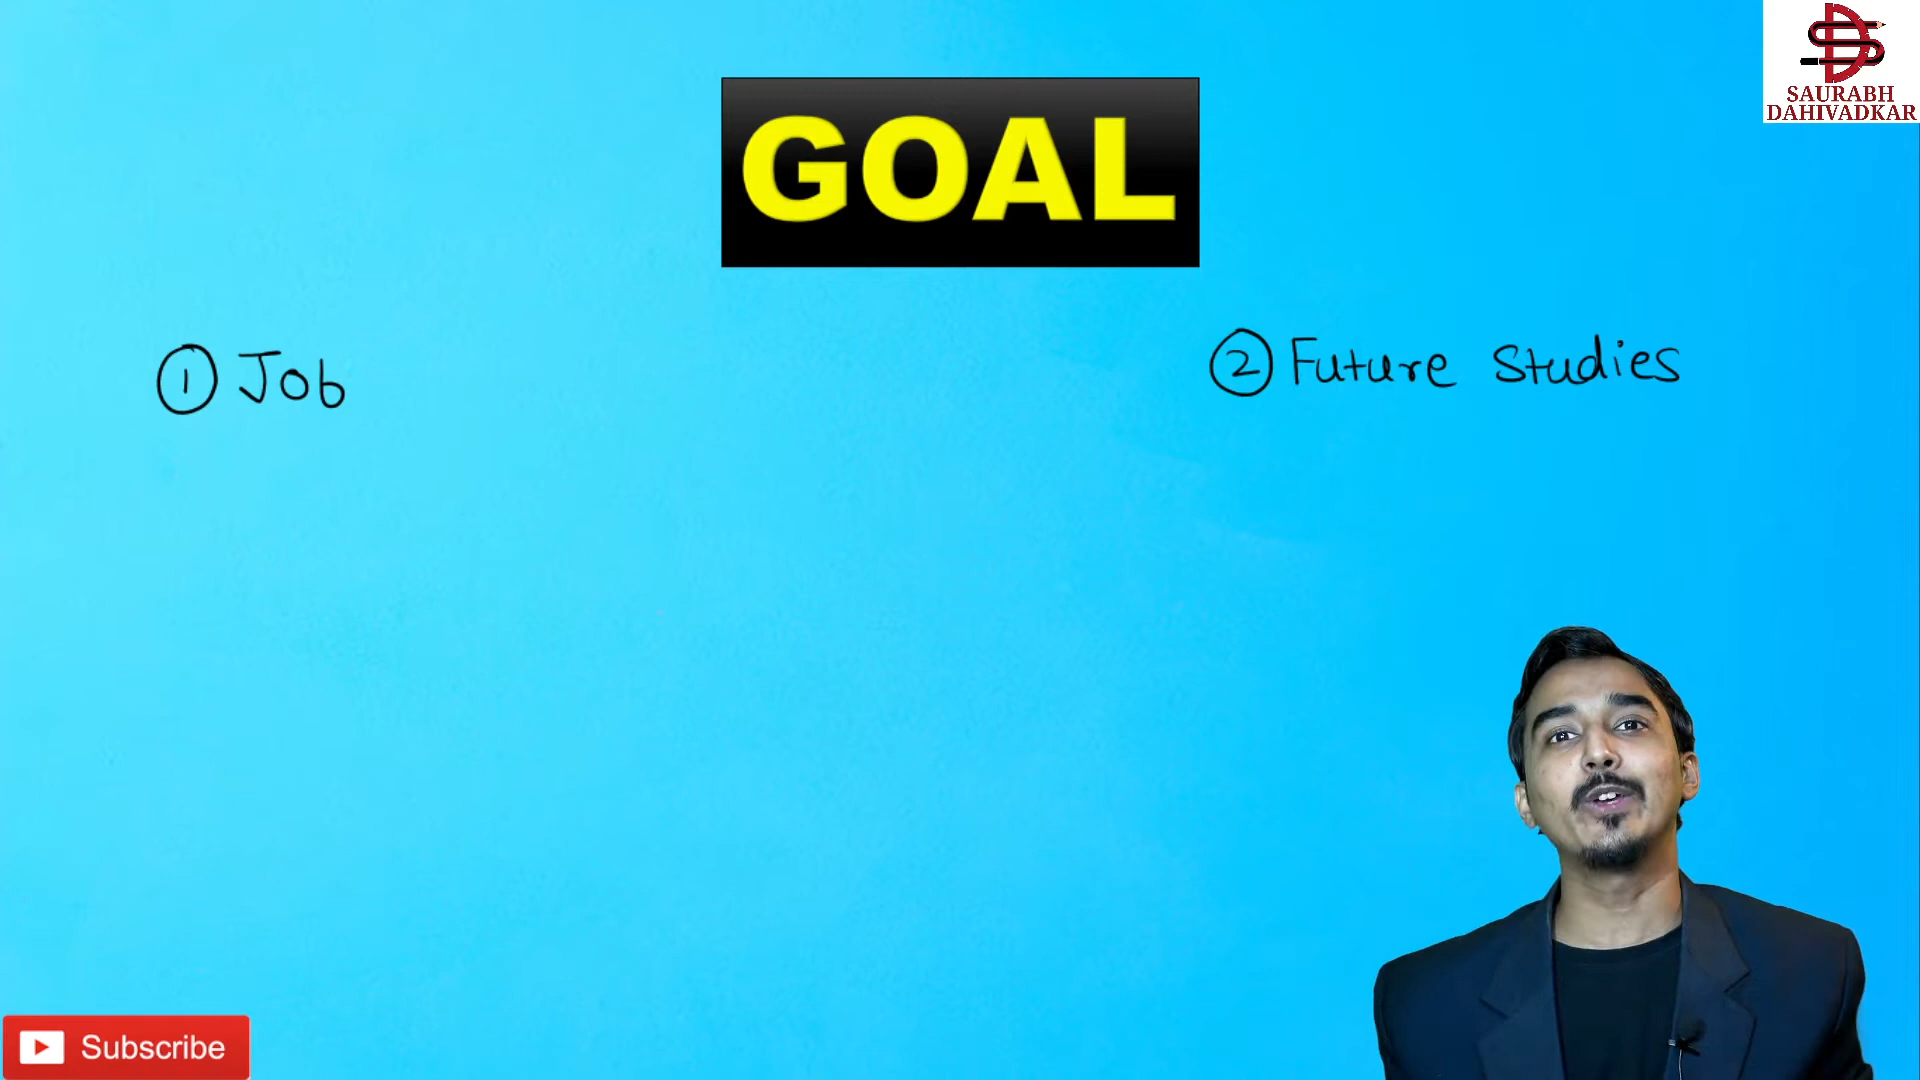 SAURABH
DAHIVADKAR
GOAL
1 Job
2 Future Studies
Subscribe